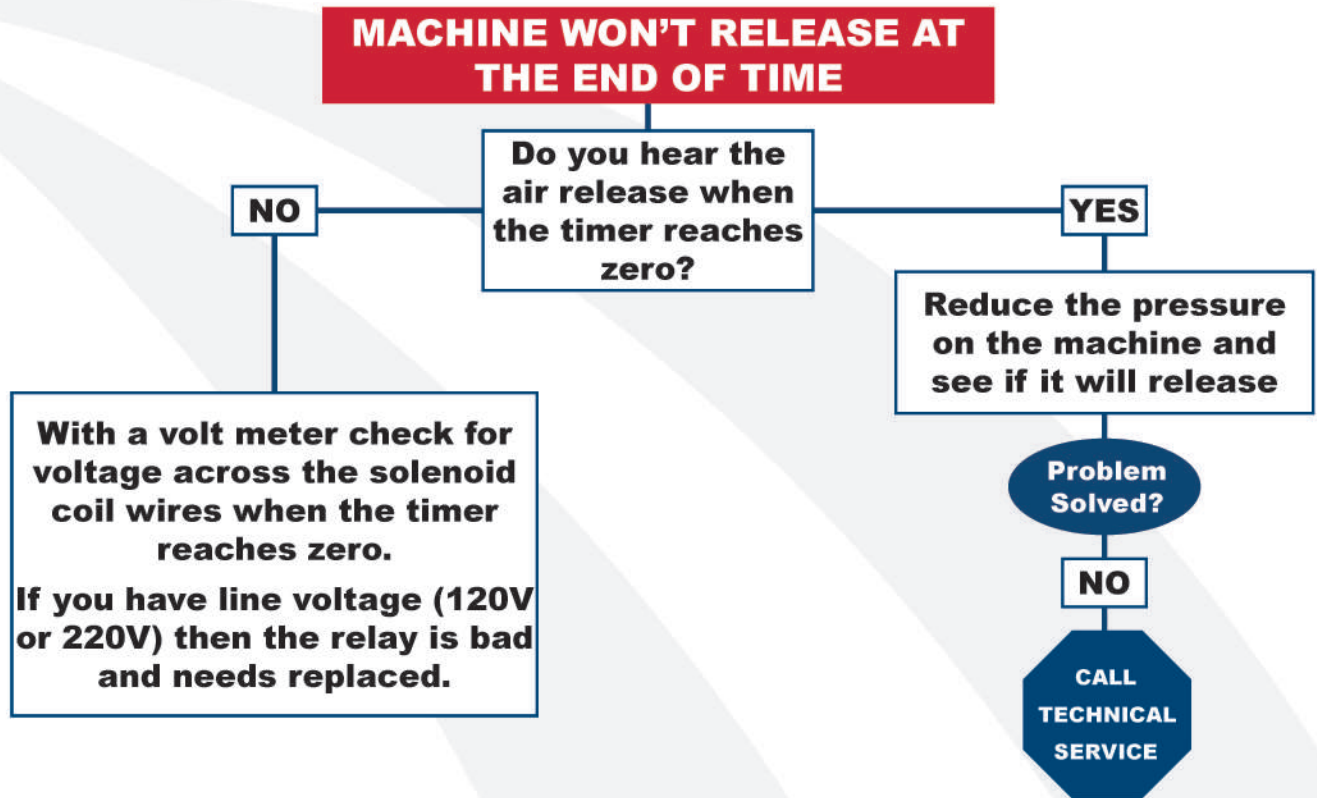 MACHINE WON'T RELEASE AT
THE END OF TIME
Do you hear the
air release when
the timer reaches
zero?
NO
YES
With a volt meter check for
voltage across the solenoid
coil wires when the timer
reaches zero.
If you have line voltage (120V
or 220V) then the relay is bad
and needs replaced.
Reduce the pressure
on the machine and
see if it will release
Problem
Solved?
NO
CALL
TECHNICAL
SERVICE